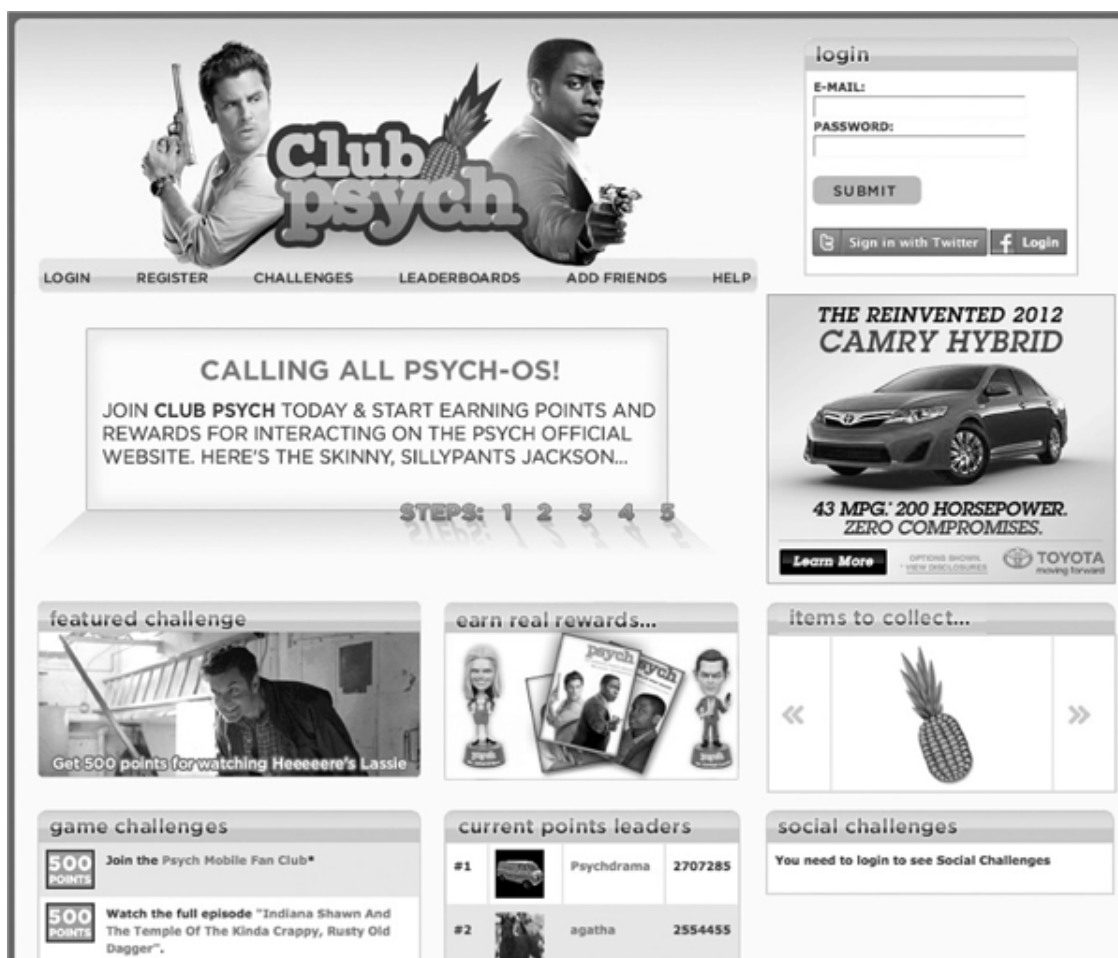 Club
psych
LOGIN REGISTER CHALLENGES LEADERBOARDS ADD FRIENDS HELP
login
E-MAIL:
PASSWORD:
SUBMIT
Sign in with Twitter
f Login
CALLING ALL PSYCH-OS!
JOIN CLUB PSYCH TODAY & START EARNING POINTS AND
REWARDS FOR INTERACTING ON THE PSYCH OFFICIAL
WEBSITE. HERE'S THE SKINNY, SILLYPANTS JACKSON...
STEPS: 1 2 3 4 5
THE REINVENTED 2012
CAMRY HYBRID
43 MPG.* 200 HORSEPOWER.
ZERO COMPROMISES.
Learn More
OPTIONS SHOWN.
* VIEW DISCLOSURES
TOYOTA
moving forward
featured challenge
Get 500 points for watching Heeeeere's Lassie
earn real rewards...
psych
psych
items to collect...
«
»
game challenges
500
POINTS
Join the Psych Mobile Fan Club*
500
POINTS
Watch the full episode "Indiana Shawn And
The Temple Of The Kinda Crappy, Rusty Old
Dagger".
current points leaders
#1 Psychdrama 2707285
#2 agatha 2554455
social challenges
You need to login to see Social Challenges